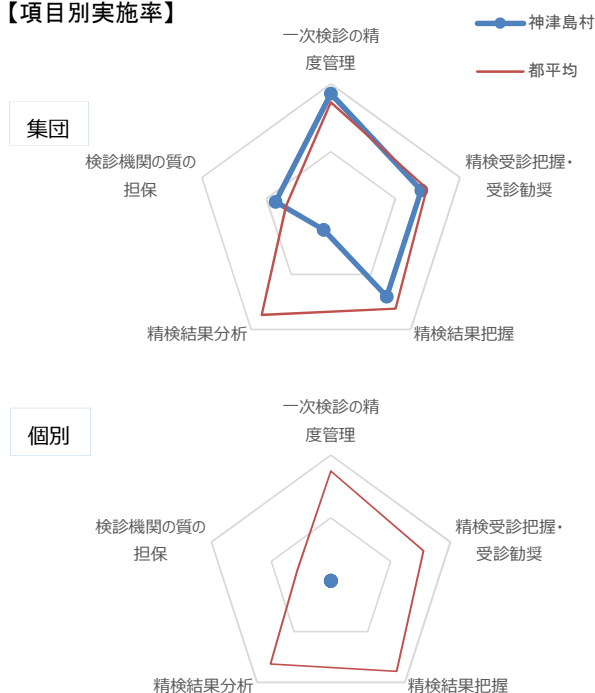 【項目別実施率】
神津島村
都平均
集団
一次検診の精
度管理
精検受診把握・
受診勧奨
精検結果把握
精検結果分析
検診機関の質の
担保
個別
一次検診の精
度管理
精検受診把握・
受診勧奨
精検結果把握
精検結果分析
検診機関の質の
担保